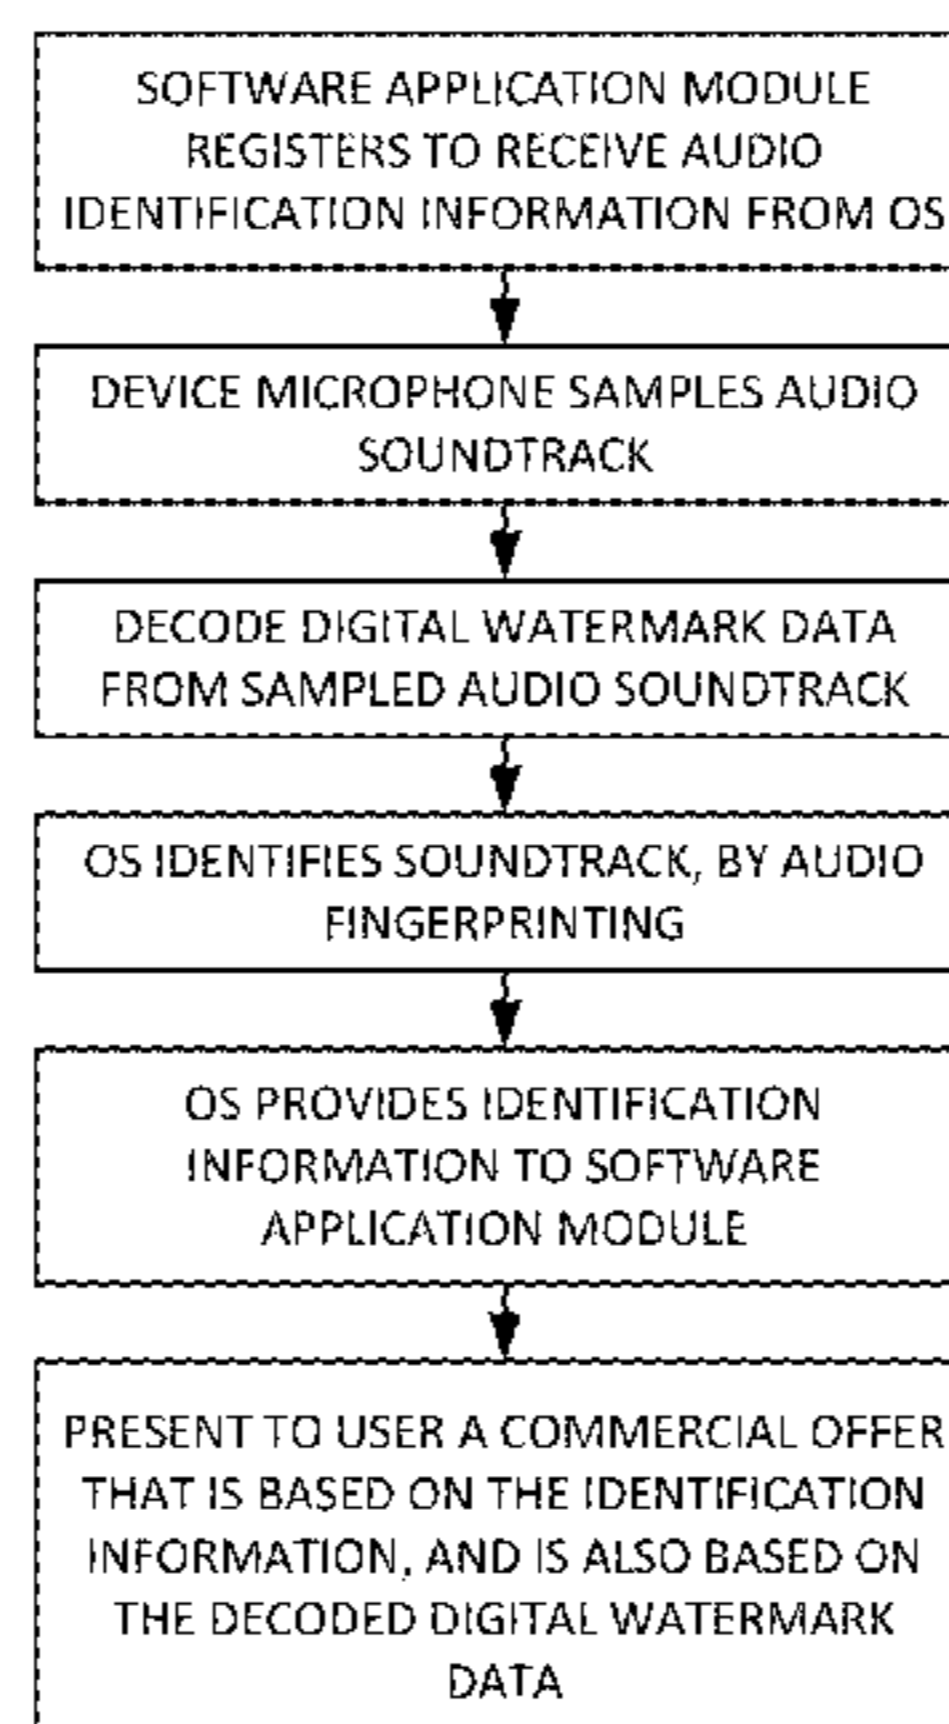 SOFTWARE APPLICATION MODULE
REGISTERS TO RECEIVE AUDIO
IDENTIFICATION INFORMATION FROM OS
DEVICE MICROPHONE SAMPLES AUDIO
SOUNDTRACK
DECODE DIGITAL WATERMARK DATA
FROM SAMPLED AUDIO SOUNDTRACK
OS IDENTIFIES SOUNDTRACK, BY AUDIO
FINGERPRINTING
OS PROVIDES IDENTIFICATION
INFORMATION TO SOFTWARE
APPLICATION MODULE
PRESENT TO USER A COMMERCIAL OFFER
THAT IS BASED ON THE IDENTIFICATION
INFORMATION, AND IS ALSO BASED ON
THE DECODED DIGITAL WATERMARK
DATA